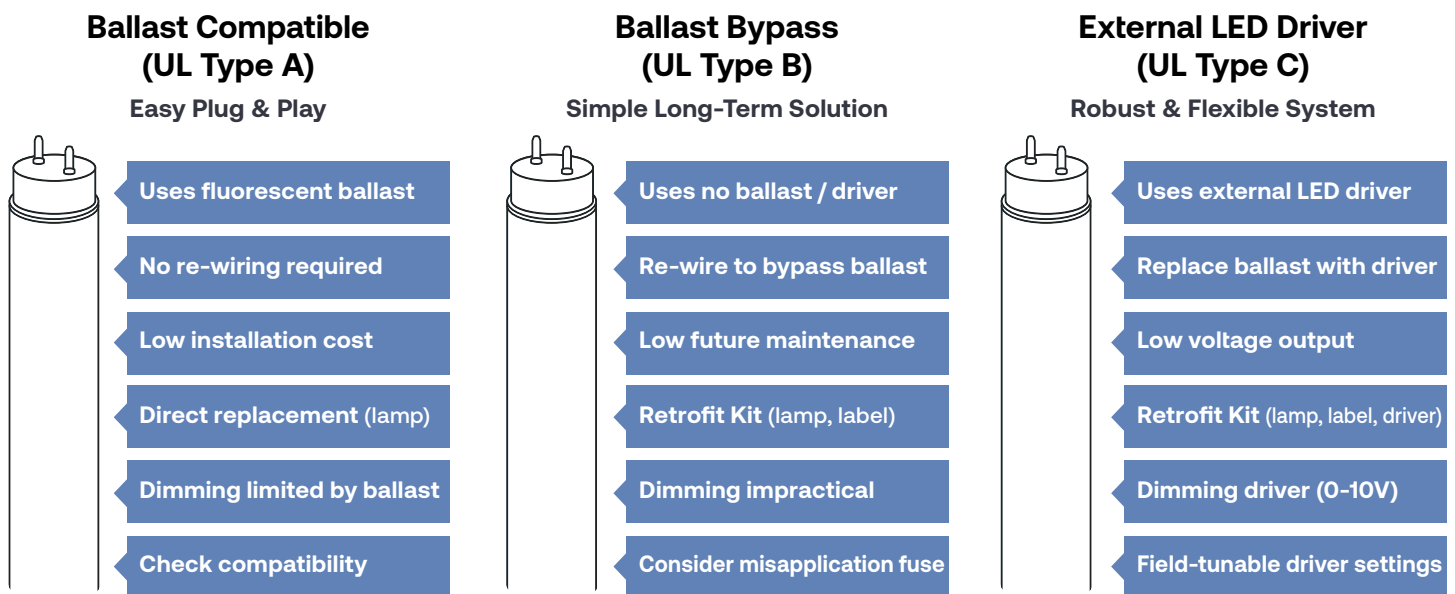 Ballast Compatible
(UL Type A)
Easy Plug & Play
Uses fluorescent ballast
No re-wiring required
Low installation cost
Direct replacement (lamp)
Dimming limited by ballast
Check compatibility
Ballast Bypass
(UL Type B)
Simple Long-Term Solution
Uses no ballast / driver
Re-wire to bypass ballast
Low future maintenance
Retrofit Kit (lamp, label)
Dimming impractical
Consider misapplication fuse
External LED Driver
(UL Type C)
Robust & Flexible System
Uses external LED driver
Replace ballast with driver
Low voltage output
Retrofit Kit (lamp, label, driver)
Dimming driver (0-10V)
Field-tunable driver settings